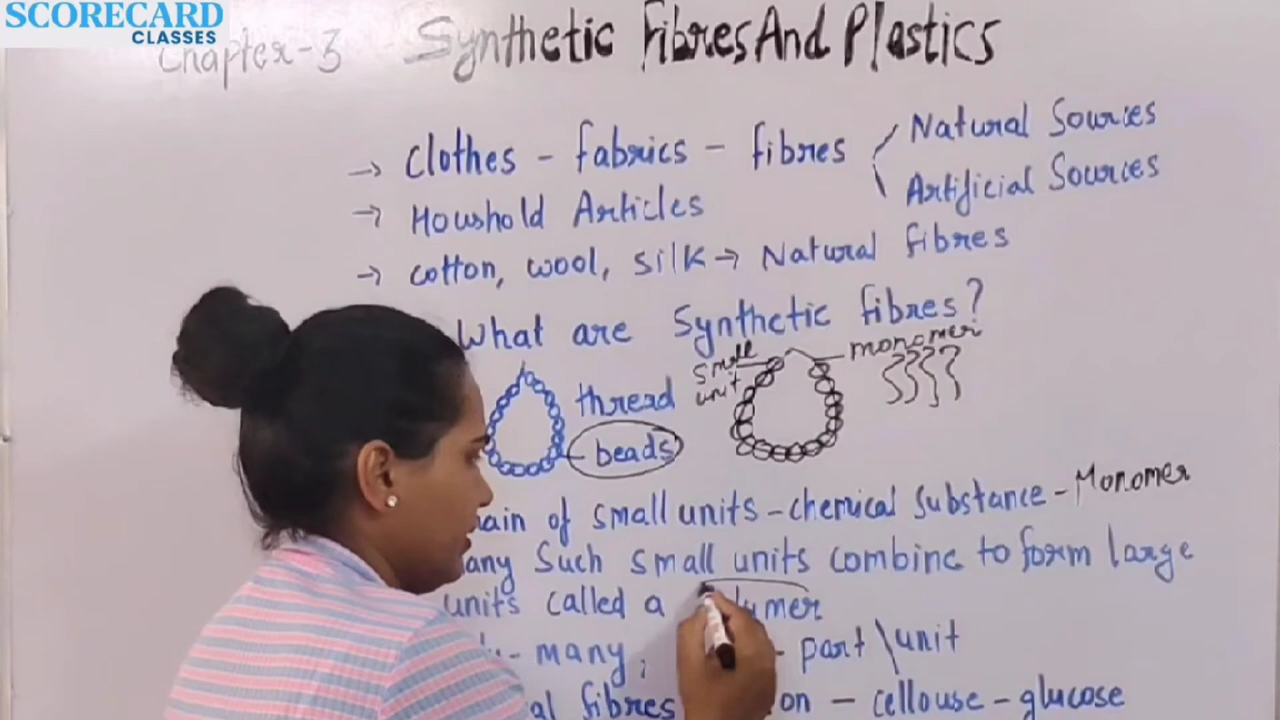 SCORECARD
CLASSES
Chapter-3 Synthetic Fibres And Plastics
→ Clothes - fabrics - fibres
Natural Sources
Artificial Sources
→ Houshold Articles
→ cotton, wool, silk → Natural fibres
What are Synthetic fibres?
small unit
monomer
thread
beads
of small units - chemical substance - Monomer
Such small units combine to form large
units called a
- many, - part \ unit
fibres - cellouse - glucose